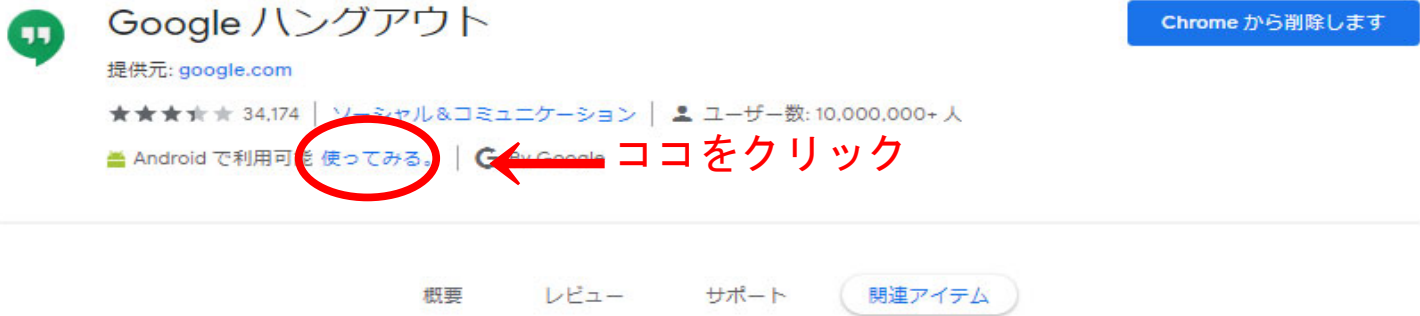 Google ハングアウト
Chrome から削除します
提供元: google.com
34,174 | ソーシャル＆コミュニケーション | ユーザー数: 10,000,000+ 人
Android で利用可能 使ってみる。 | By Google ココをクリック
概要 レビュー サポート 関連アイテム